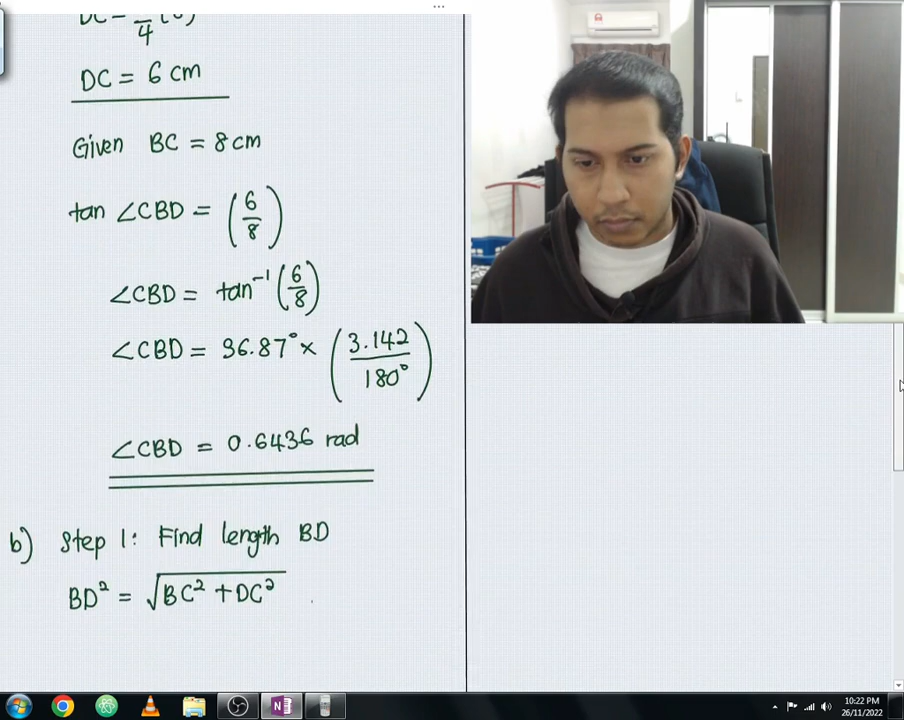 DC = 6 cm
Given BC = 8 cm
tan ∠CBD = (6/8)
∠CBD = tan⁻¹ (6/8)
∠CBD = 36.87° × (3.142/180°)
∠CBD = 0.6436 rad
b) Step 1: Find length BD
BD² = √BC² + DC²
10:22 PM
26/11/2022